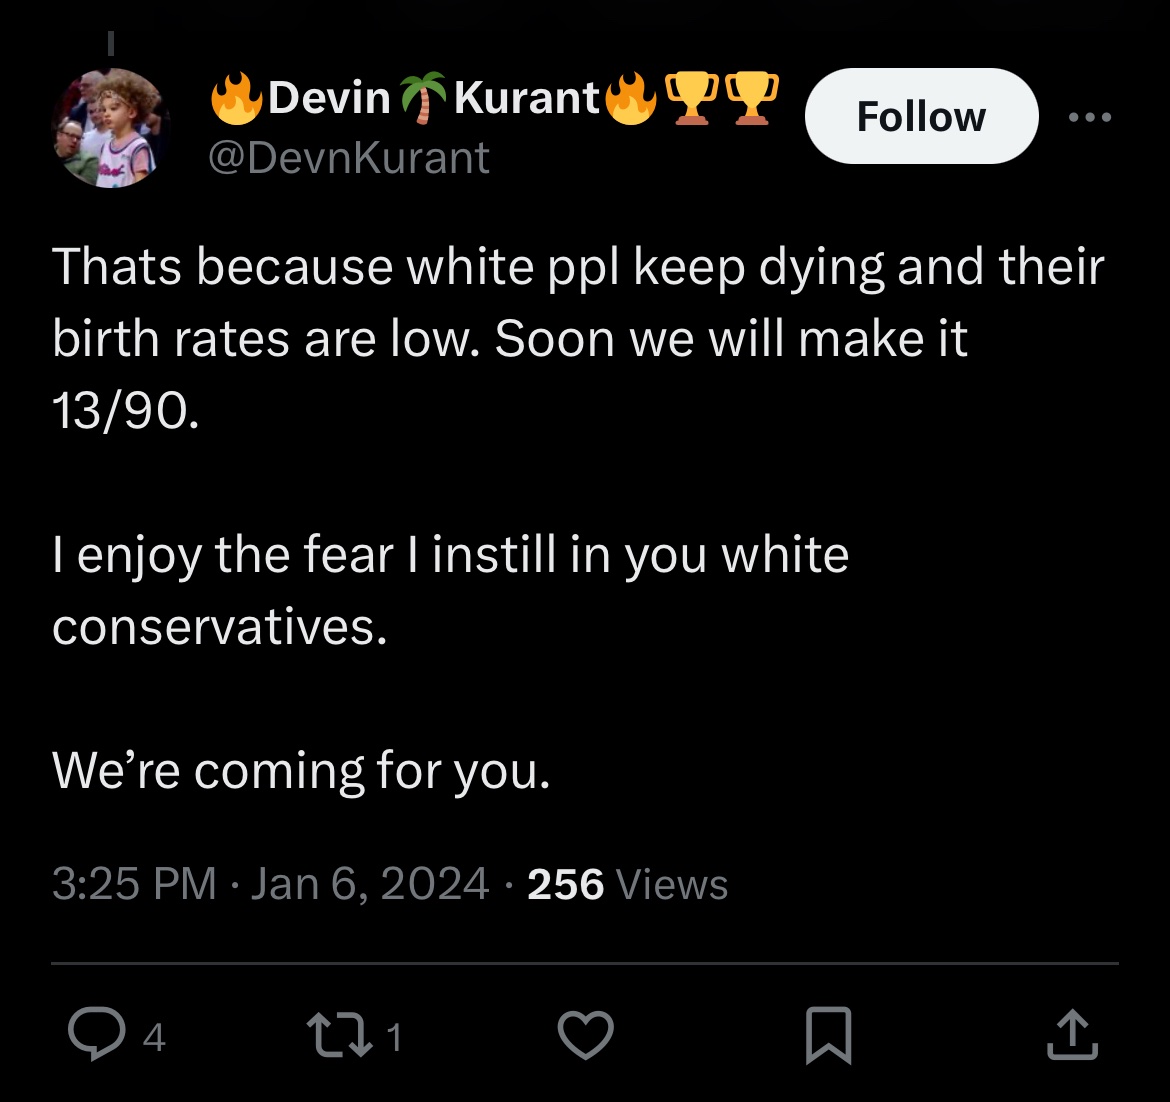 🔥Devin🌴Kurant🔥🏆🏆
@DevnKurant
Follow
Thats because white ppl keep dying and their
birth rates are low. Soon we will make it
13/90.
I enjoy the fear I instill in you white
conservatives.
We’re coming for you.
3:25 PM · Jan 6, 2024 · 256 Views
4 1